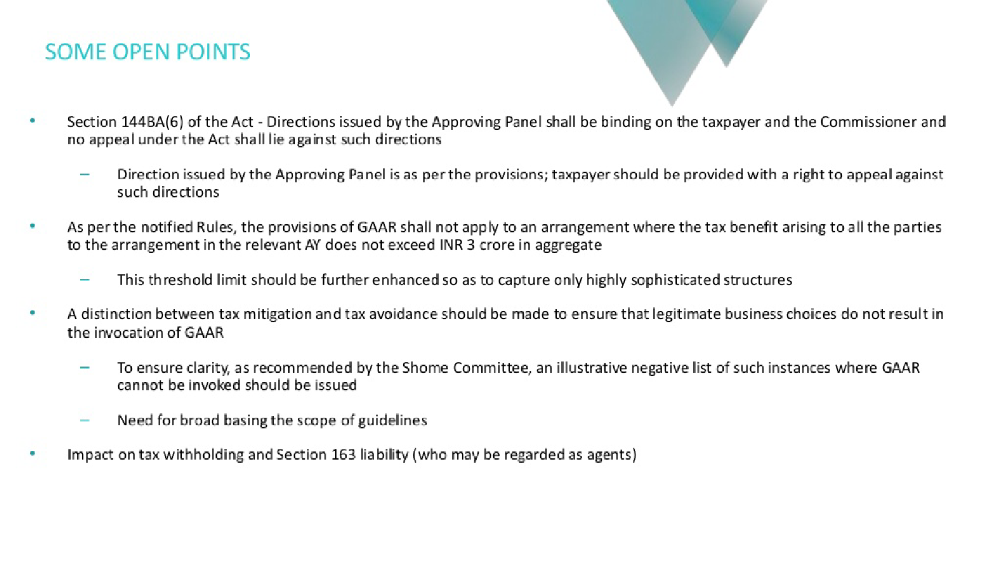 SOME OPEN POINTS
• Section 144BA(6) of the Act - Directions issued by the Approving Panel shall be binding on the taxpayer and the Commissioner and
no appeal under the Act shall lie against such directions
– Direction issued by the Approving Panel is as per the provisions; taxpayer should be provided with a right to appeal against
such directions
• As per the notified Rules, the provisions of GAAR shall not apply to an arrangement where the tax benefit arising to all the parties
to the arrangement in the relevant AY does not exceed INR 3 crore in aggregate
– This threshold limit should be further enhanced so as to capture only highly sophisticated structures
• A distinction between tax mitigation and tax avoidance should be made to ensure that legitimate business choices do not result in
the invocation of GAAR
– To ensure clarity, as recommended by the Shome Committee, an illustrative negative list of such instances where GAAR
cannot be invoked should be issued
– Need for broad basing the scope of guidelines
• Impact on tax withholding and Section 163 liability (who may be regarded as agents)